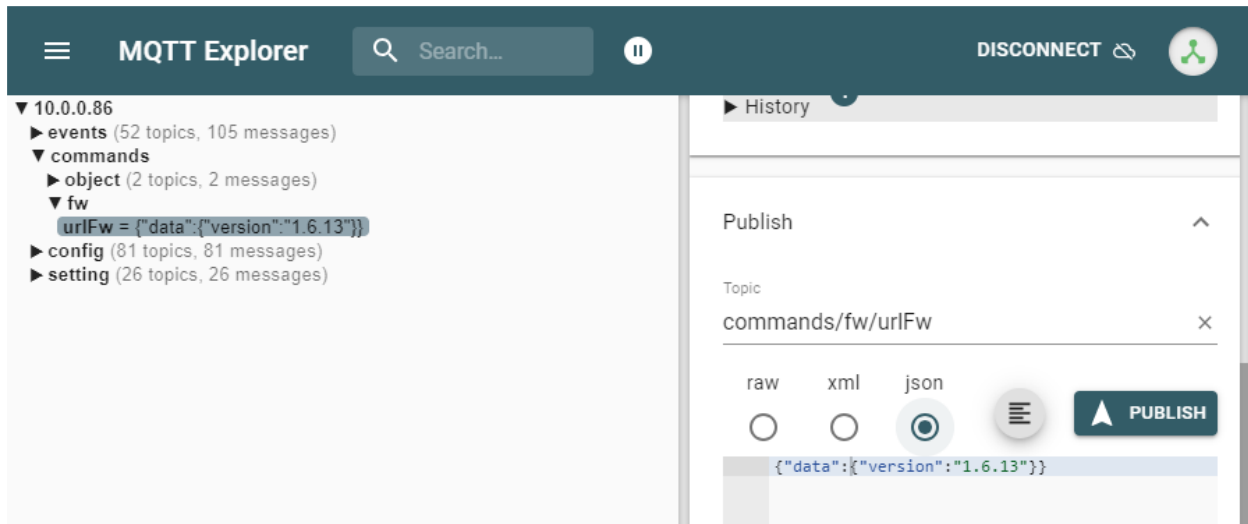 MQTT Explorer
Search...
DISCONNECT
▼ 10.0.0.86
▶ events (52 topics, 105 messages)
▼ commands
▶ object (2 topics, 2 messages)
▼ fw
urlFw = {"data":{"version":"1.6.13"}}
▶ config (81 topics, 81 messages)
▶ setting (26 topics, 26 messages)
▶ History
Publish
Topic
commands/fw/urlFw
raw xml json
PUBLISH
{"data":{"version":"1.6.13"}}